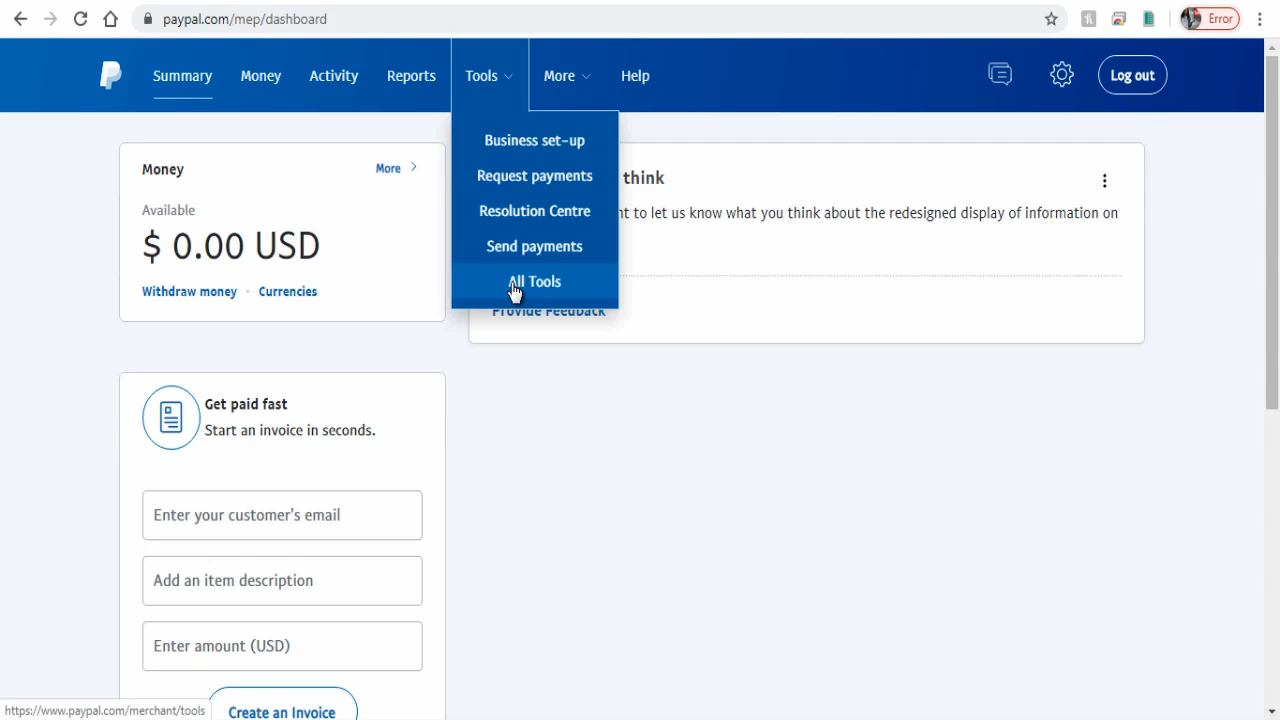 paypal.com/mep/dashboard
Error
Summary
Money
Activity
Reports
Tools
More
Help
Log out
Business set-up
Request payments
Resolution Centre
Send payments
All Tools
Money
More
Available
$ 0.00 USD
Withdraw money
Currencies
think
to let us know what you think about the redesigned display of information on
Provide Feedback
Get paid fast
Start an invoice in seconds.
Enter your customer's email
Add an item description
Enter amount (USD)
Create an Invoice
https://www.paypal.com/merchant/tools